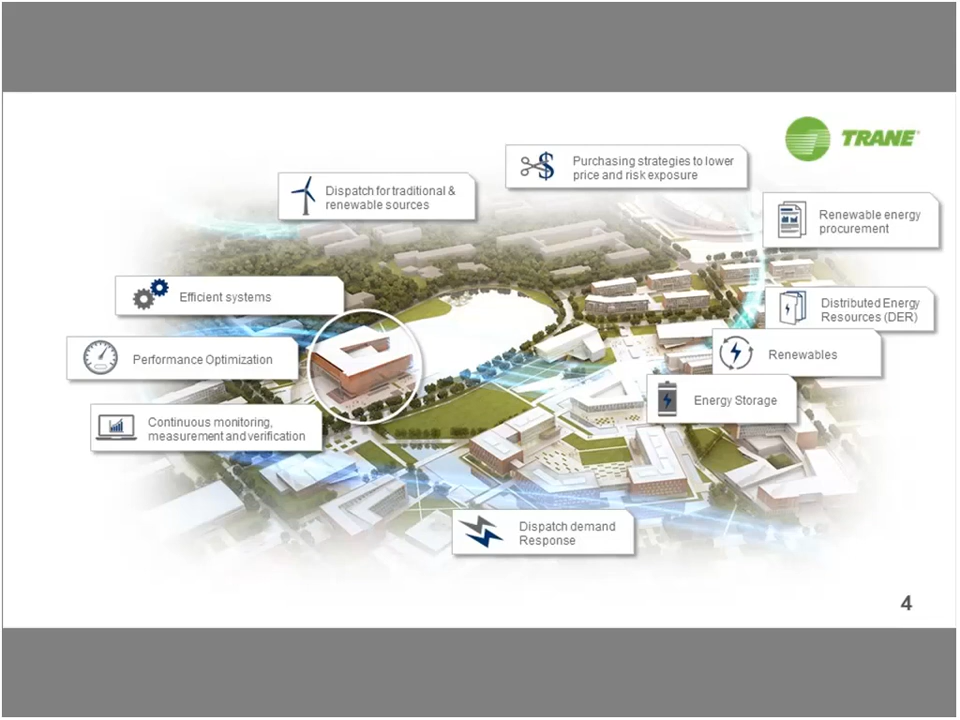 TRANE
Purchasing strategies to lower
price and risk exposure
Dispatch for traditional &
renewable sources
Renewable energy
procurement
Efficient systems
Distributed Energy
Resources (DER)
Performance Optimization
Renewables
Energy Storage
Continuous monitoring,
measurement and verification
Dispatch demand
Response
4